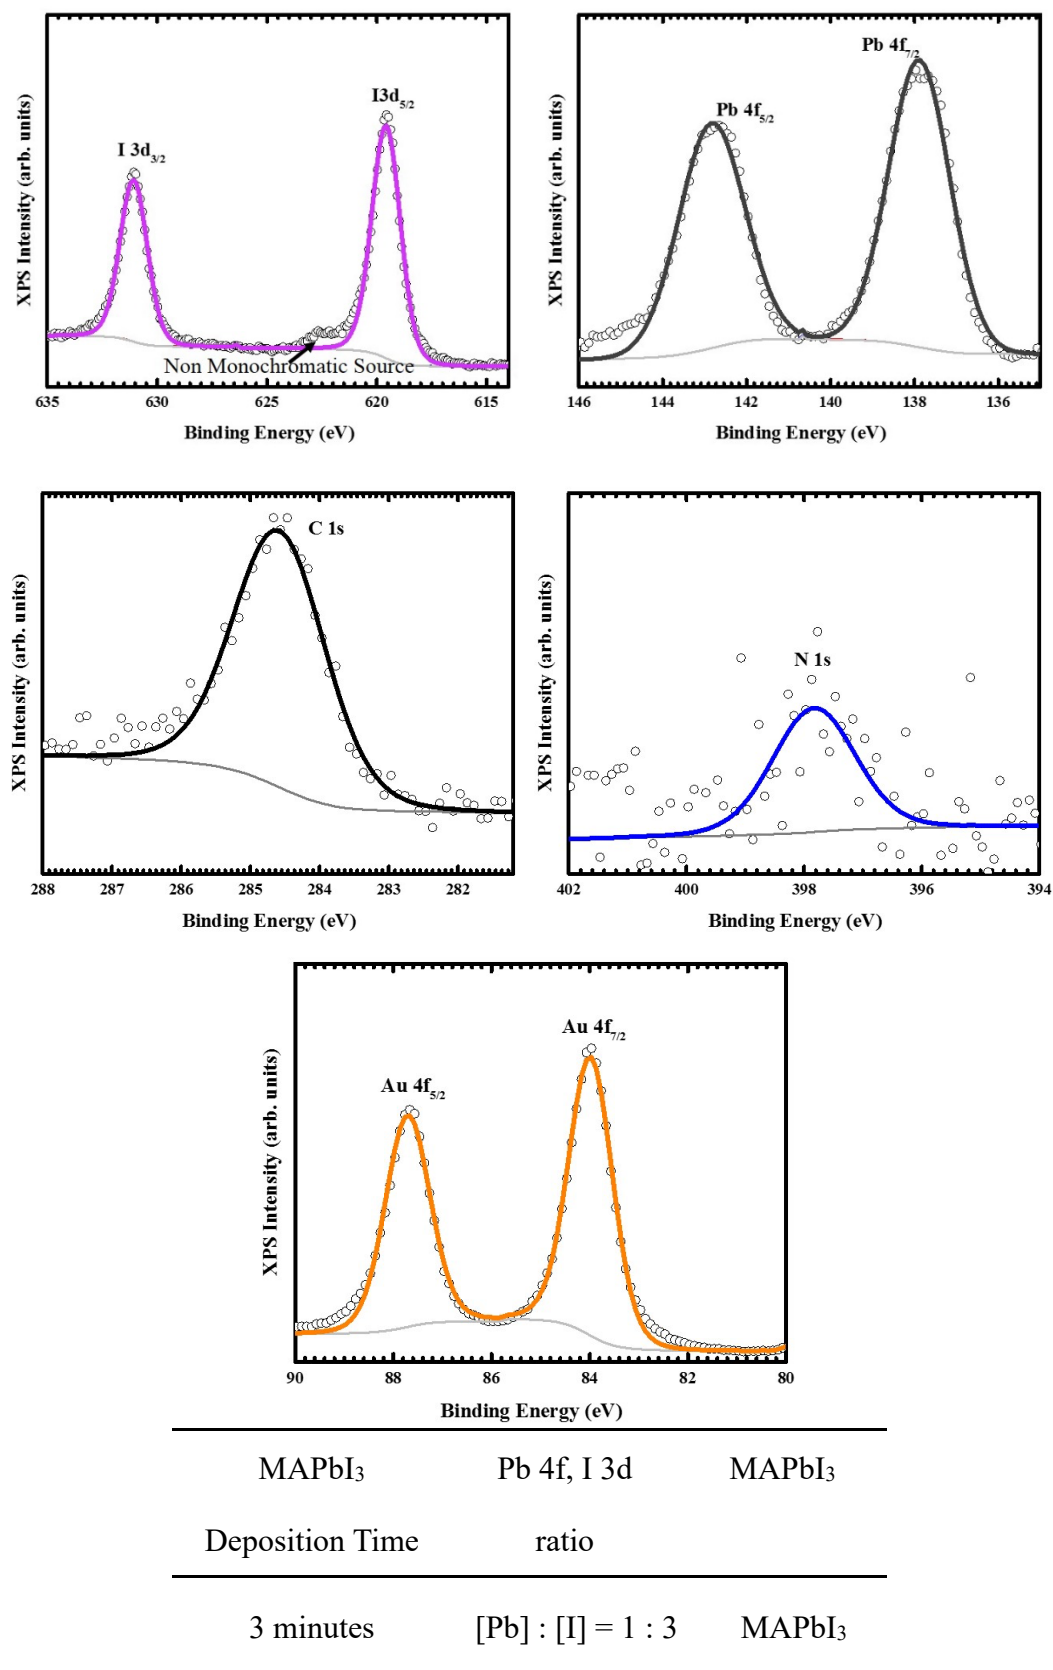 XPS Intensity (arb. units)
I 3d3/2
I3d5/2
Non Monochromatic Source
635 630 625 620 615
Binding Energy (eV)
XPS Intensity (arb. units)
Pb 4f5/2
Pb 4f7/2
146 144 142 140 138 136
Binding Energy (eV)
XPS Intensity (arb. units)
C 1s
288 287 286 285 284 283 282
Binding Energy (eV)
XPS Intensity (arb. units)
N 1s
402 400 398 396 394
Binding Energy (eV)
XPS Intensity (arb. units)
Au 4f5/2
Au 4f7/2
90 88 86 84 82 80
Binding Energy (eV)
MAPbI₃ Pb 4f, I 3d MAPbI₃
Deposition Time ratio
3 minutes [Pb] : [I] = 1 : 3 MAPbI₃